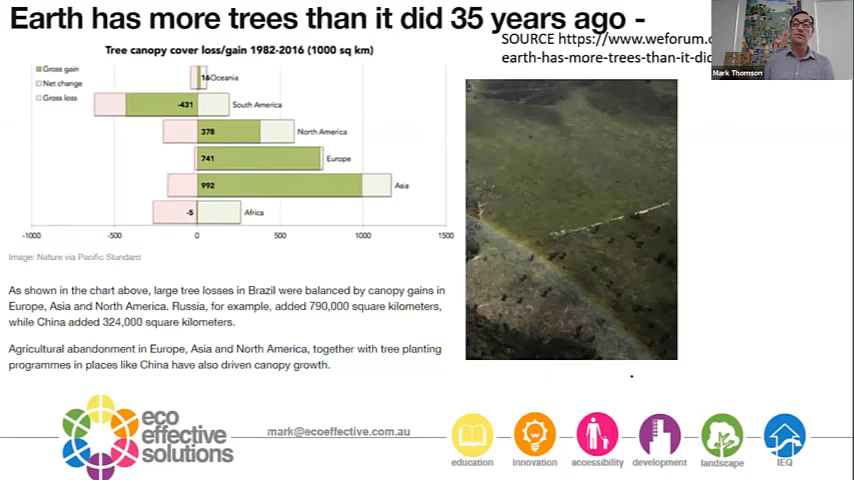 Earth has more trees than it did 35 years ago -
SOURCE https://www.weforum.
earth-has-more-trees-than-it-did
Mark Thomson
Tree canopy cover loss/gain 1982-2016 (1000 sq km)
Gross gain
Net change
Gross loss
16 Oceania
-431 South America
378 North America
741 Europe
992 Asia
-5 Africa
-1000 -500 0 500 1000 1500
Image: Nature via Pacific Standard
As shown in the chart above, large tree losses in Brazil were balanced by canopy gains in
Europe, Asia and North America. Russia, for example, added 790,000 square kilometers,
while China added 324,000 square kilometers.
Agricultural abandonment in Europe, Asia and North America, together with tree planting
programmes in places like China have also driven canopy growth.
eco
effective
solutions
mark@ecoeffective.com.au
education innovation accessibility development landscape IEQ